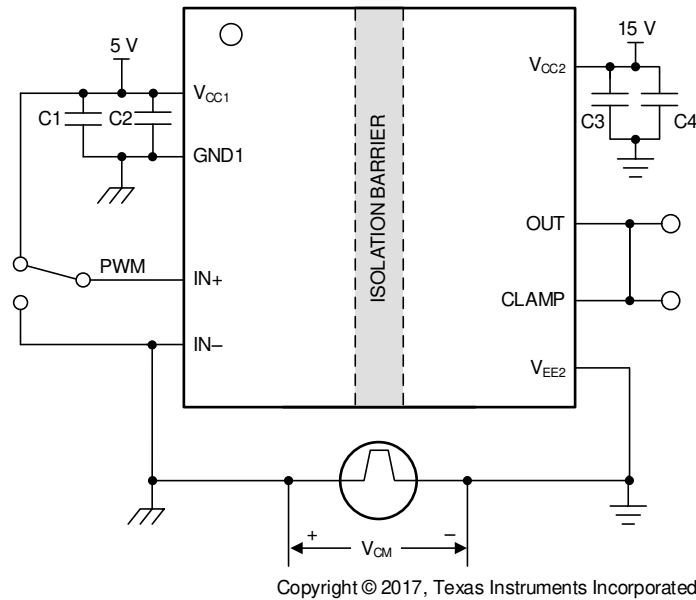 5 V
15 V
VCC1
VCC2
C1
C2
C3
C4
GND1
ISOLATION BARRIER
OUT
PWM
IN+
CLAMP
IN–
VEE2
+
–
VCM
Copyright © 2017, Texas Instruments Incorporated